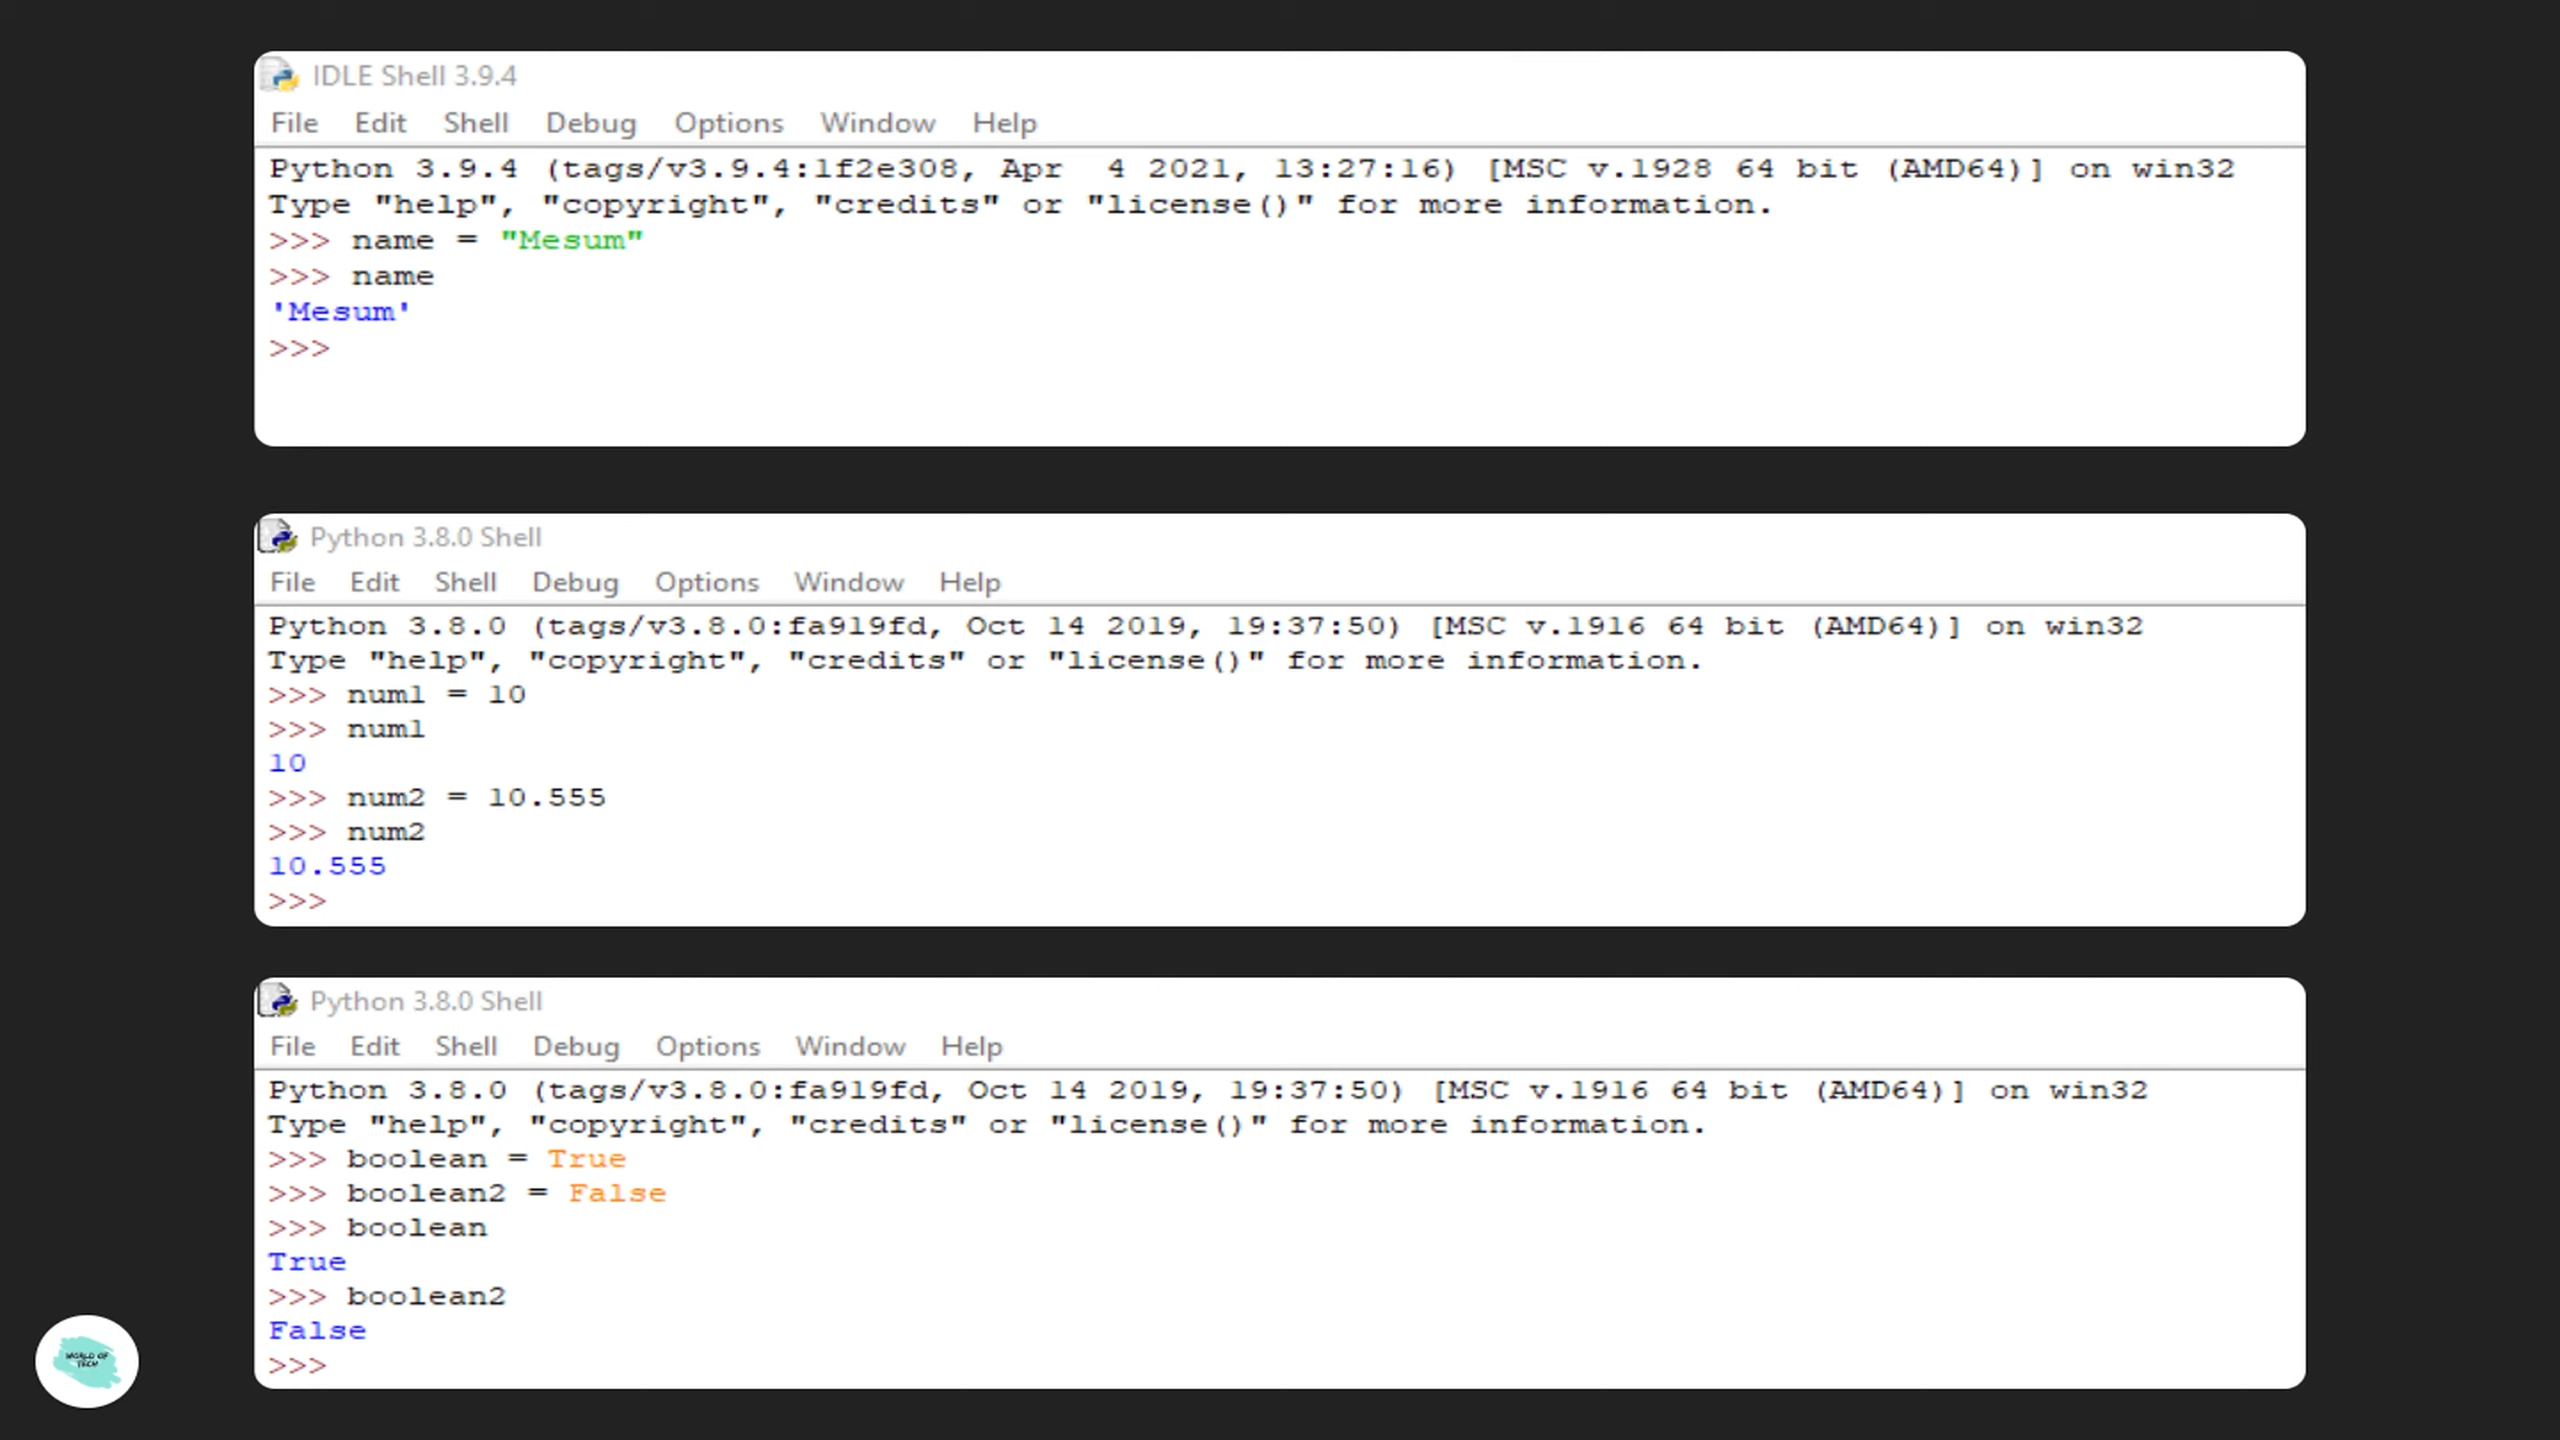 IDLE Shell 3.9.4
File Edit Shell Debug Options Window Help
Python 3.9.4 (tags/v3.9.4:1f2e308, Apr  4 2021, 13:27:16) [MSC v.1928 64 bit (AMD64)] on win32
Type "help", "copyright", "credits" or "license()" for more information.
>>> name = "Mesum"
>>> name
'Mesum'
>>>
Python 3.8.0 Shell
File Edit Shell Debug Options Window Help
Python 3.8.0 (tags/v3.8.0:fa919fd, Oct 14 2019, 19:37:50) [MSC v.1916 64 bit (AMD64)] on win32
Type "help", "copyright", "credits" or "license()" for more information.
>>> num1 = 10
>>> num1
10
>>> num2 = 10.555
>>> num2
10.555
>>>
Python 3.8.0 Shell
File Edit Shell Debug Options Window Help
Python 3.8.0 (tags/v3.8.0:fa919fd, Oct 14 2019, 19:37:50) [MSC v.1916 64 bit (AMD64)] on win32
Type "help", "copyright", "credits" or "license()" for more information.
>>> boolean = True
>>> boolean2 = False
>>> boolean
True
>>> boolean2
False
>>>
WORLD OF
TECH